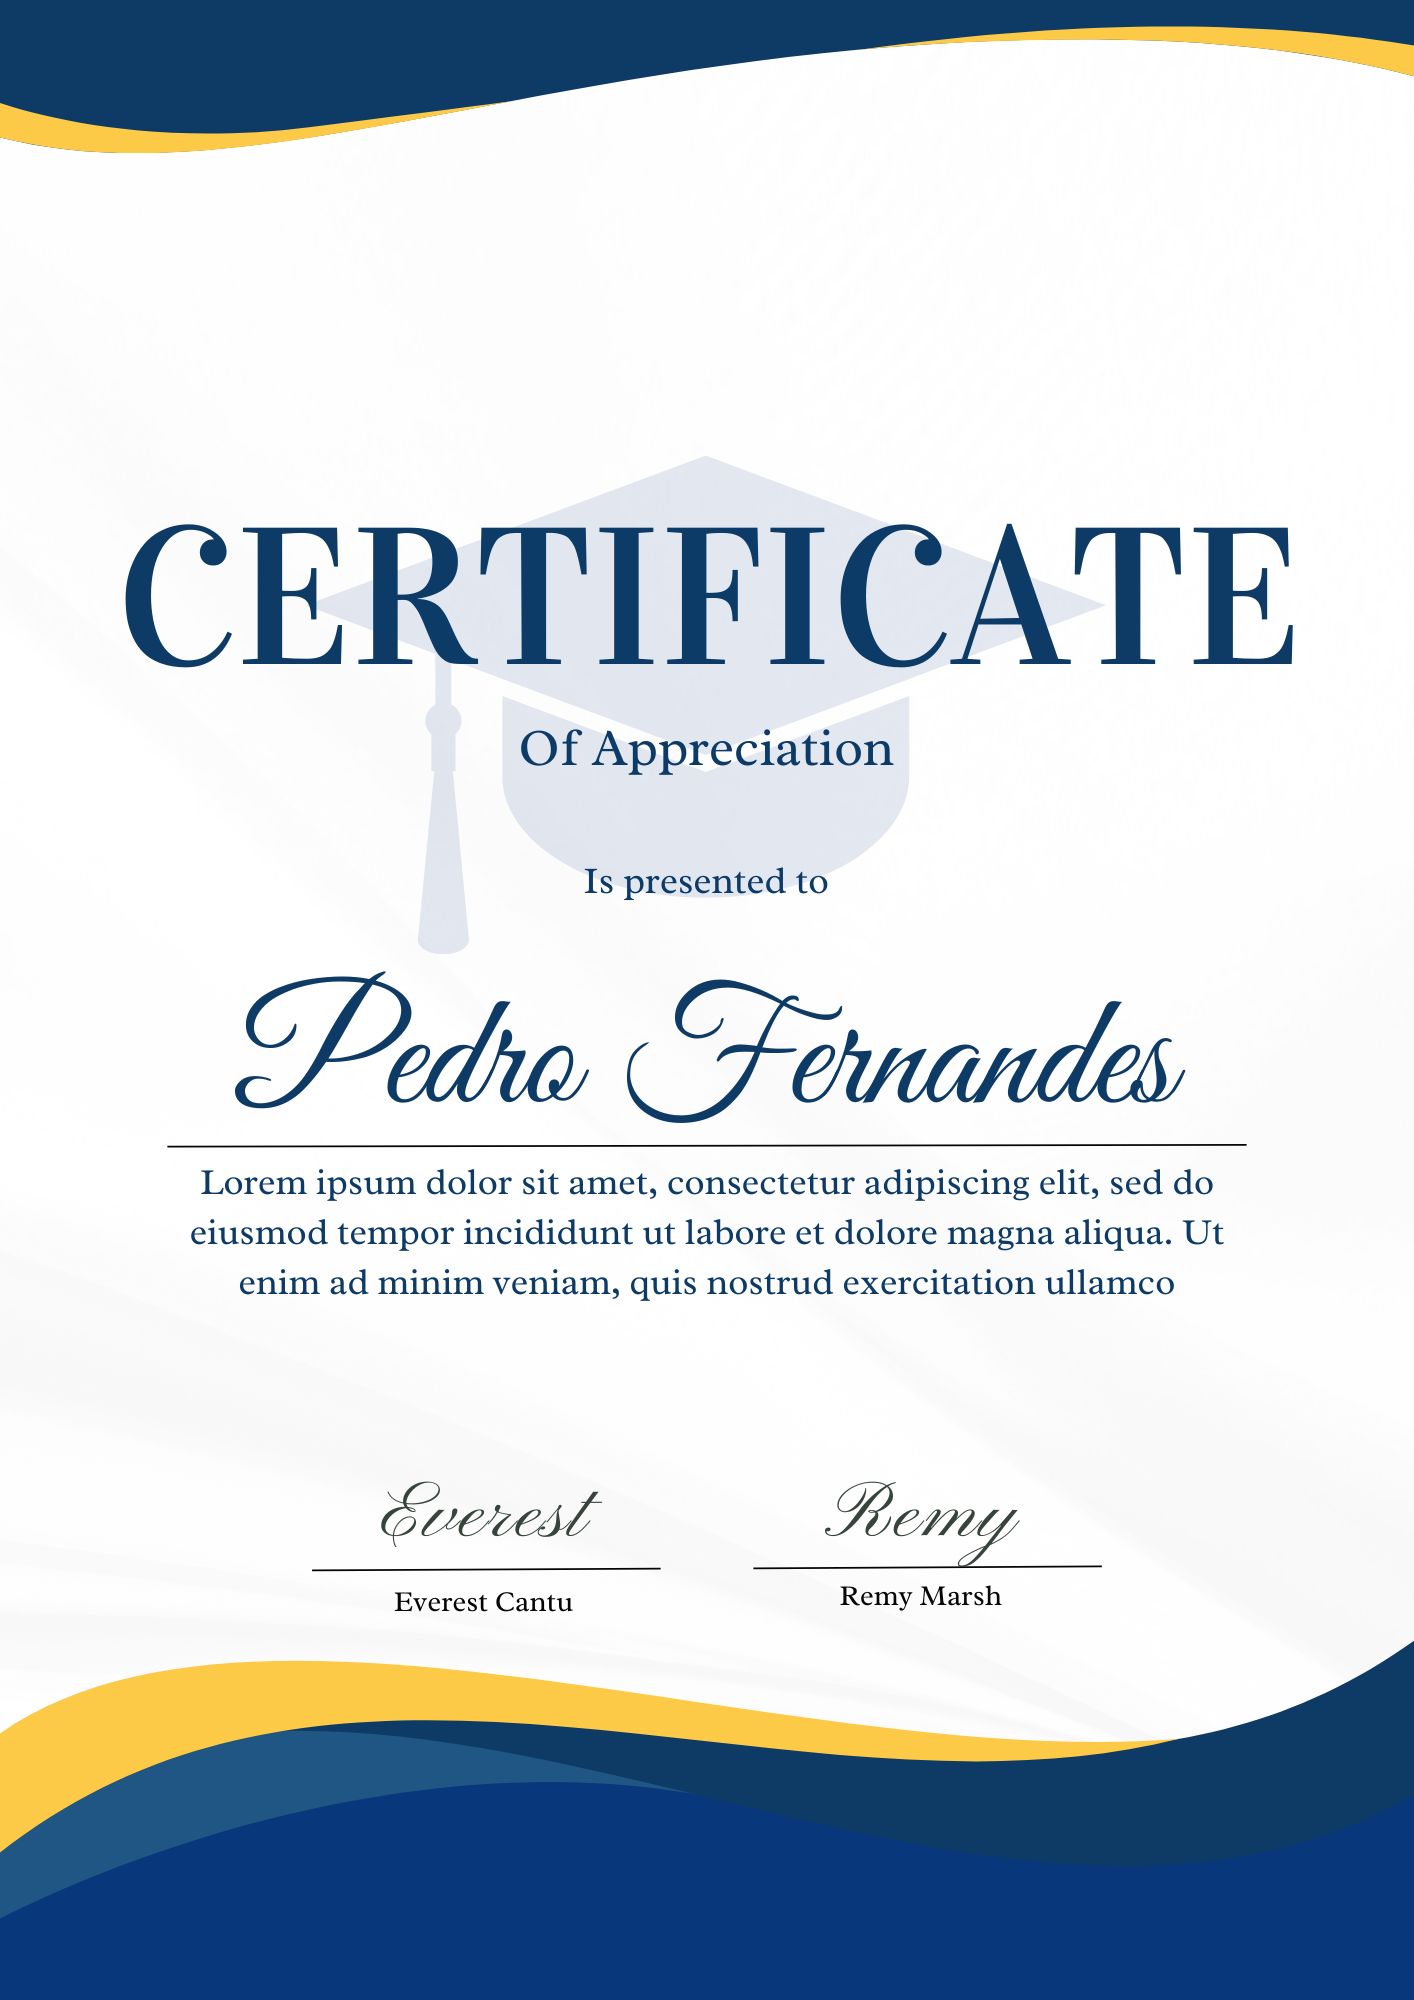 CERTIFICATE
Of Appreciation
Is presented to
Pedro Fernandes
Lorem ipsum dolor sit amet, consectetur adipiscing elit, sed do
eiusmod tempor incididunt ut labore et dolore magna aliqua. Ut
enim ad minim veniam, quis nostrud exercitation ullamco
Everest
Everest Cantu
Remy
Remy Marsh